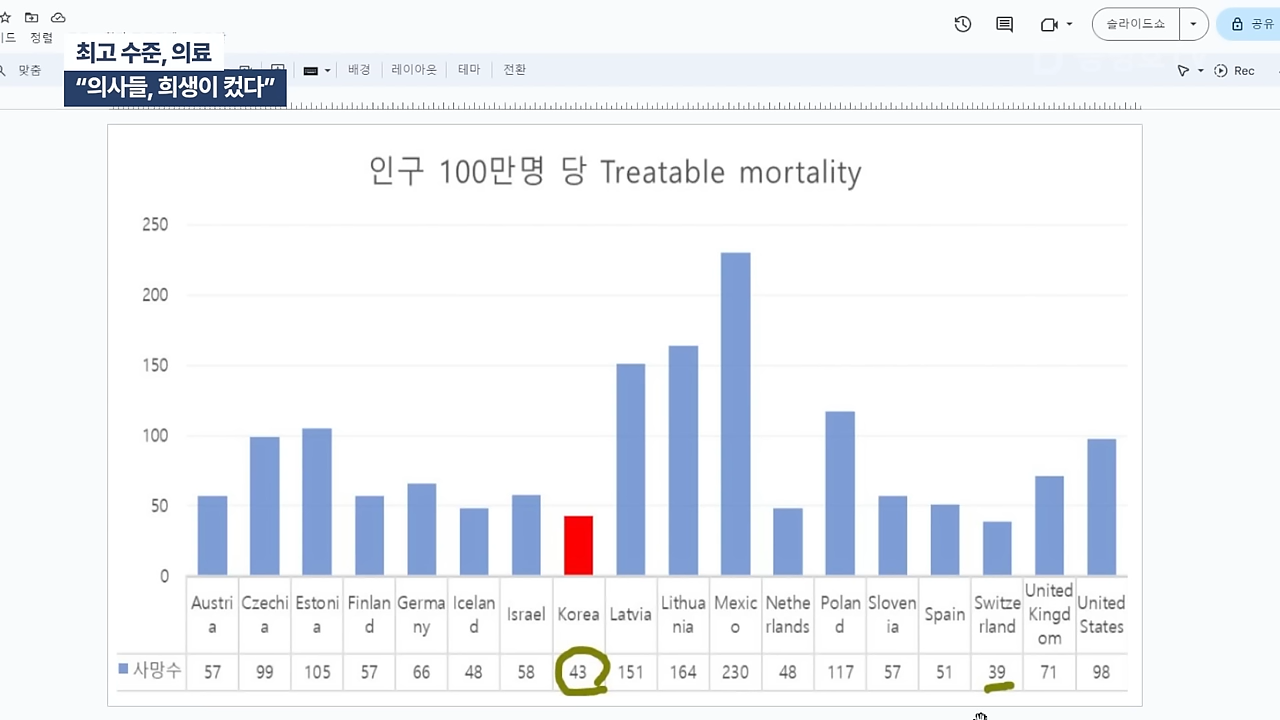 슬라이드쇼
공유
정렬
최고 수준, 의료
“의사들, 희생이 컸다”
맞춤
배경
레이아웃
테마
전환
Rec
인구 100만명 당 Treatable mortality
250
200
150
100
50
0
Austri
a
Czechi
a
Estoni
a
Finlan
d
Germa
ny
Icelan
d
Israel
Korea
Latvia
Lithua
nia
Mexic
o
Nethe
rlands
Polan
d
Sloven
ia
Spain
Switze
rland
United
Kingd
om
United
States
사망수 57 99 105 57 66 48 58 43 151 164 230 48 117 57 51 39 71 98